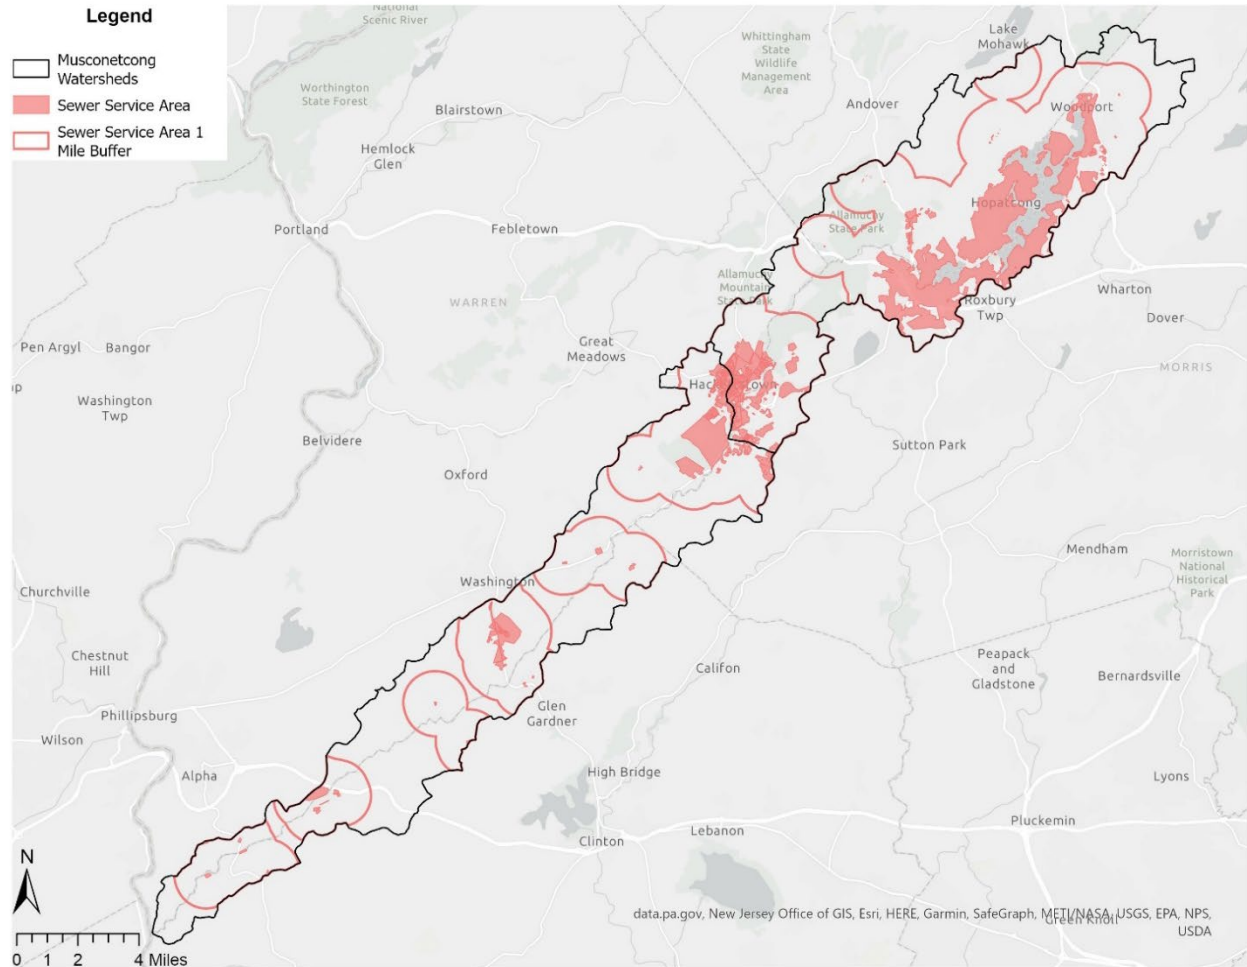 Legend
Musconetcong
Watersheds
Sewer Service Area
Sewer Service Area 1
Mile Buffer
National
Scenic River
Lake
Mohawk
Whittingham
State
Wildlife
Management
Area
Worthington
State Forest
Blairstown
Andover
Woodport
Hemlock
Glen
Hopatcong
Allamuchy
State Park
Portland
Febletown
Allamuchy
Mountain
State Park
WARREN
Wharton
Roxbury
Twp
Dover
Great
Meadows
Pen Argyl
Bangor
MORRIS
op
Washington
Twp
Belvidere
Sutton Park
Oxford
Mendham
Morristown
National
Historical
Park
Washington
Churchville
Chestnut
Hill
Califon
Peapack
and
Gladstone
Bernardsville
Glen
Gardner
Phillipsburg
Wilson
Alpha
High Bridge
Lyons
Pluckemin
Clinton
Lebanon
N
data.pa.gov, New Jersey Office of GIS, Esri, HERE, Garmin, SafeGraph, METI/NASA, USGS, EPA, NPS,
USDA
Green Knoll
0 1 2 4 Miles